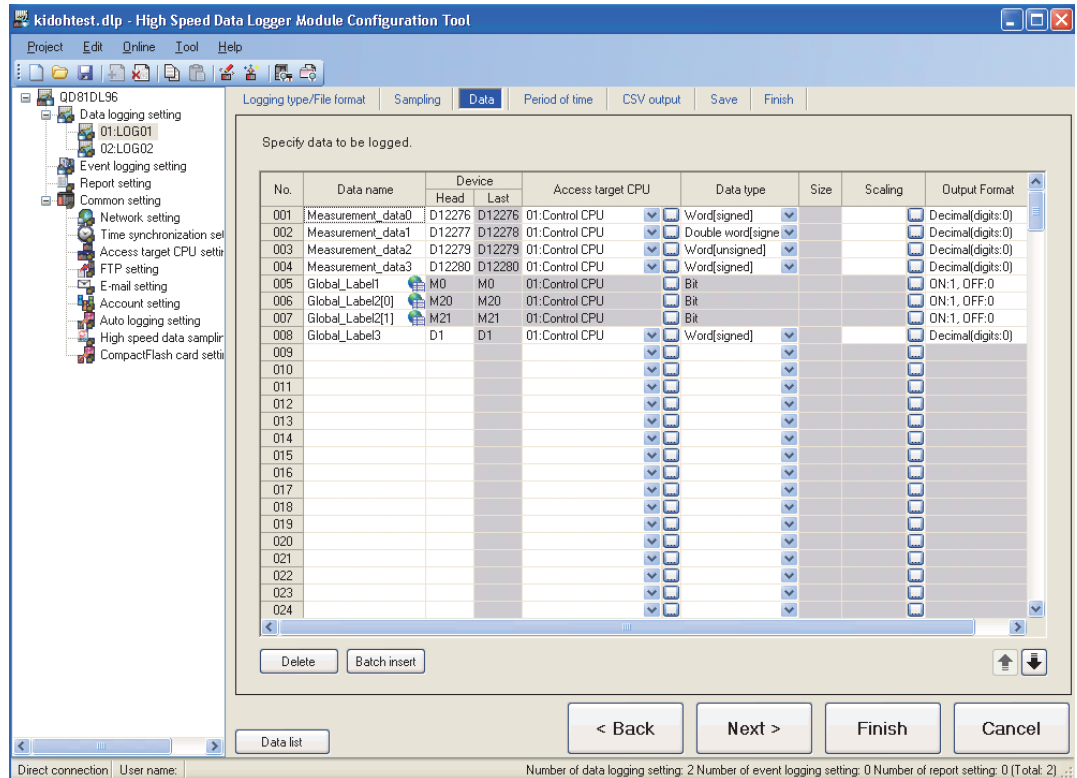 kidohtest.dlp - High Speed Data Logger Module Configuration Tool
Project Edit Online Tool Help
QD81DL96
Data logging setting
01:LOG01
02:LOG02
Event logging setting
Report setting
Common setting
Network setting
Time synchronization set
Access target CPU settin
FTP setting
E-mail setting
Account setting
Auto logging setting
High speed data samplin
CompactFlash card settin
Logging type/File format Sampling Data Period of time CSV output Save Finish
Specify data to be logged.
No. Data name Device Access target CPU Data type Size Scaling Output Format
Head Last
001 Measurement_data0 D12276 D12276 01:Control CPU Word[signed] Decimal(digits:0)
002 Measurement_data1 D12277 D12278 01:Control CPU Double word[signe Decimal(digits:0)
003 Measurement_data2 D12279 D12279 01:Control CPU Word[unsigned] Decimal(digits:0)
004 Measurement_data3 D12280 D12280 01:Control CPU Word[signed] Decimal(digits:0)
005 Global_Label1 M0 M0 01:Control CPU Bit ON:1, OFF:0
006 Global_Label2[0] M20 M20 01:Control CPU Bit ON:1, OFF:0
007 Global_Label2[1] M21 M21 01:Control CPU Bit ON:1, OFF:0
008 Global_Label3 D1 D1 01:Control CPU Word[signed] Decimal(digits:0)
009
010
011
012
013
014
015
016
017
018
019
020
021
022
023
024
Delete Batch insert
Data list < Back Next > Finish Cancel
Direct connection User name: Number of data logging setting: 2 Number of event logging setting: 0 Number of report setting: 0 (Total: 2)